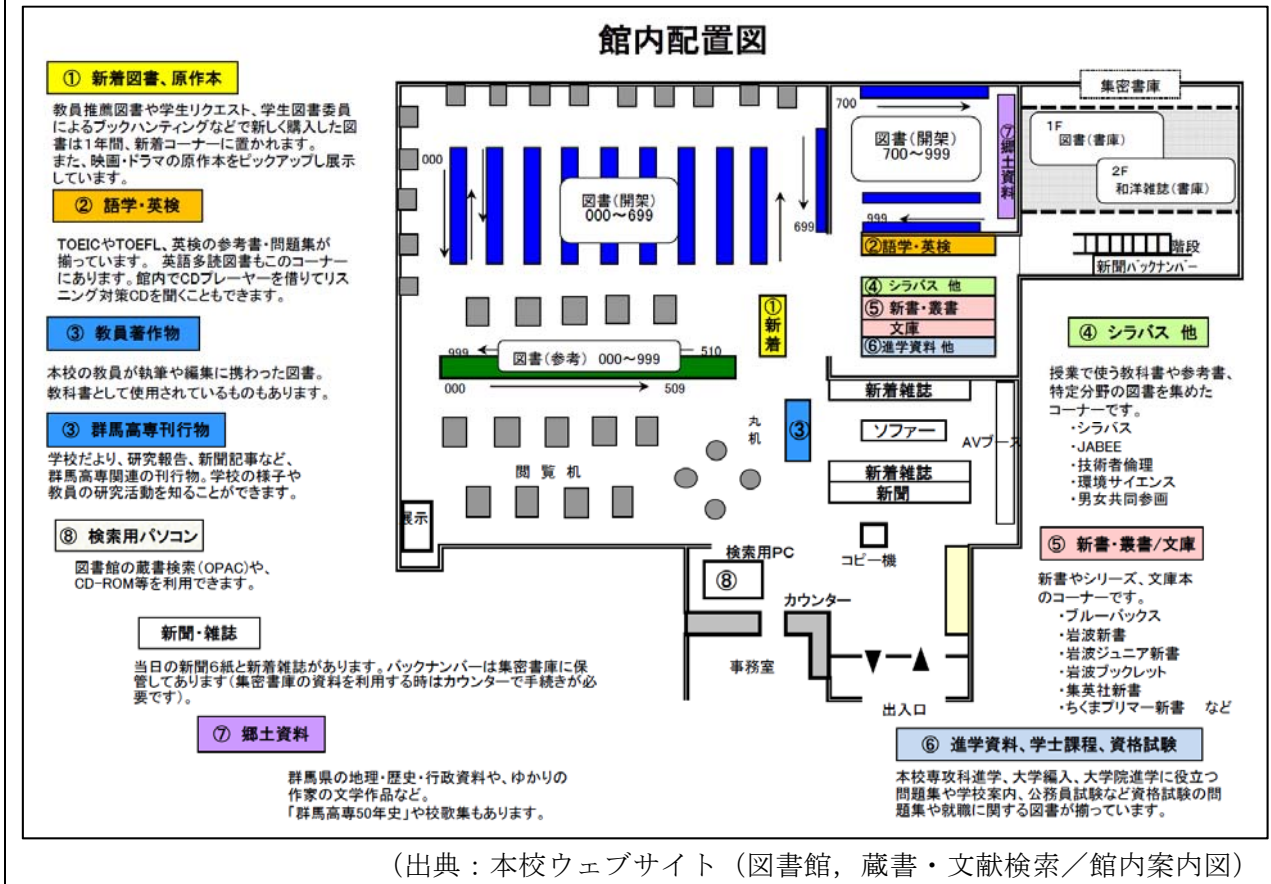 館内配置図
① 新着図書、原作本
教員推薦図書や学生リクエスト、学生図書委員
によるブックハンティングなどで新しく購入した図
書は1年間、新着コーナーに置かれます。
また、映画・ドラマの原作本をピックアップし展示
しています。
② 語学・英検
TOEICやTOEFL、英検の参考書・問題集が
揃っています。 英語多読図書もこのコーナー
にあります。館内でCDプレーヤーを借りてリス
ニング対策CDを聞くこともできます。
③ 教員著作物
本校の教員が執筆や編集に携わった図書。
教科書として使用されているものもあります。
③ 群馬高専刊行物
学校だより、研究報告、新聞記事など、
群馬高専関連の刊行物。学校の様子や
教員の研究活動を知ることができます。
⑧ 検索用パソコン
図書館の蔵書検索(OPAC)や、
CD-ROM等を利用できます。
新聞・雑誌
当日の新聞6紙と新着雑誌があります。バックナンバーは集密書庫に保
管してあります(集密書庫の資料を利用する時はカウンターで手続きが必
要です)。
⑦ 郷土資料
群馬県の地理・歴史・行政資料や、ゆかりの
作家の文学作品など。
「群馬高専50年史」や校歌集もあります。
000
図書(開架)
000~699
699
700
図書(開架)
700~999
999
⑦郷土資料
集密書庫
1F
図書(書庫)
2F
和洋雑誌(書庫)
階段
新聞バックナンバー
②語学・英検
④ シラバス 他
⑤ 新書・叢書
文庫
⑥進学資料 他
①新着
999
図書(参考) 000~999
510
000
509
丸机
③
閲覧机
展示
新着雑誌
ソファー
AVブース
新着雑誌
新聞
コピー機
検索用PC
⑧
カウンター
事務室
出入口
④ シラバス 他
授業で使う教科書や参考書、
特定分野の図書を集めた
コーナーです。
・シラバス
・JABEE
・技術者倫理
・環境サイエンス
・男女共同参画
⑤ 新書・叢書/文庫
新書やシリーズ、文庫本
のコーナーです。
・ブルーバックス
・岩波新書
・岩波ジュニア新書
・岩波ブックレット
・集英社新書
・ちくまプリマー新書 など
⑥ 進学資料、学士課程、資格試験
本校専攻科進学、大学編入、大学院進学に役立つ
問題集や学校案内、公務員試験など資格試験の問
題集や就職に関する図書が揃っています。
(出典:本校ウェブサイト(図書館,蔵書・文献検索/館内案内図)